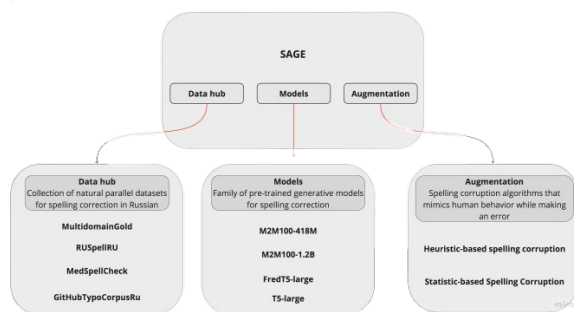 SAGE
Data hub
Models
Augmentation
Data hub
Collection of natural parallel datasets
for spelling correction in Russian
MultidomainGold
RUSpellRU
MedSpellCheck
GitHubTypoCorpusRu
Models
Family of pre-trained generative models
for spelling correction
M2M100-418M
M2M100-1.2B
FredT5-large
T5-large
Augmentation
Spelling corruption algorithms that
mimics human behavior while making
an error
Heuristic-based spelling corruption
Statistic-based Spelling Corruption
miro